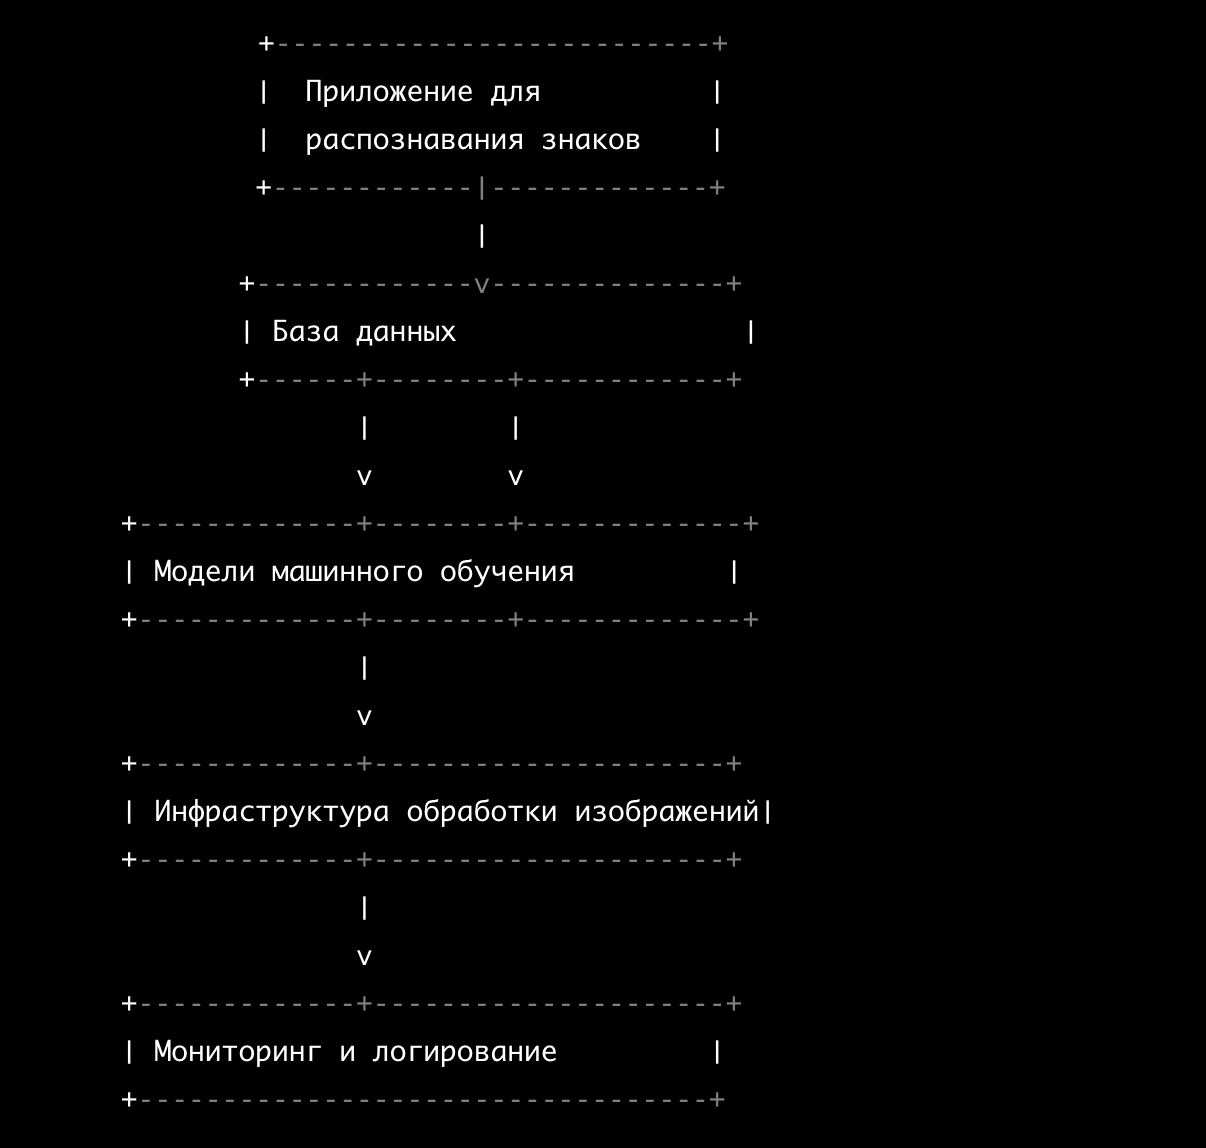 +--------------------------+
| Приложение для |
| распознавания знаков |
+------------|-------------+
|
+-------------v--------------+
| База данных |
+------+--------+------------+
| |
v v
+-------------+--------+-------------+
| Модели машинного обучения |
+-------------+--------+-------------+
|
v
+-------------+---------------------+
| Инфраструктура обработки изображений|
+-------------+---------------------+
|
v
+-------------+---------------------+
| Мониторинг и логирование |
+----------------------------------+